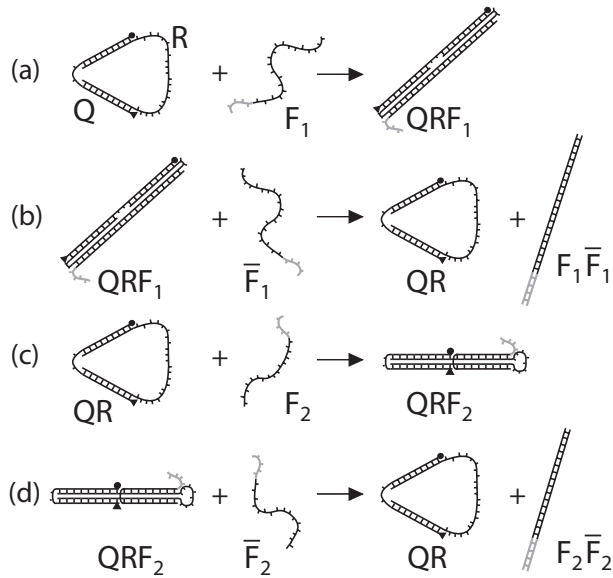 (a) Q R + F₁ → QRF₁
(b) QRF₁ + F̅₁ → QR + F₁F̅₁
(c) QR + F₂ → QRF₂
(d) QRF₂ + F̅₂ → QR + F₂F̅₂